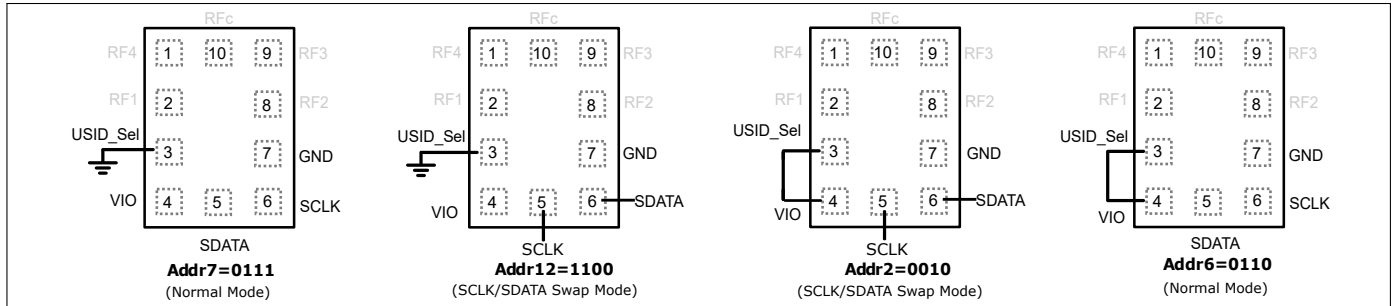 RFc
RF4 1 10 9 RF3
RF1 2 8 RF2
USID_Sel 3 7 GND
VIO 4 5 6 SCLK
SDATA
Addr7=0111
(Normal Mode)
RFc
RF4 1 10 9 RF3
RF1 2 8 RF2
USID_Sel 3 7 GND
VIO 4 5 6 SDATA
SCLK
Addr12=1100
(SCLK/SDATA Swap Mode)
RFc
RF4 1 10 9 RF3
RF1 2 8 RF2
USID_Sel 3 7 GND
VIO 4 5 6 SDATA
SCLK
Addr2=0010
(SCLK/SDATA Swap Mode)
RFc
RF4 1 10 9 RF3
RF1 2 8 RF2
USID_Sel 3 7 GND
VIO 4 5 6 SCLK
SDATA
Addr6=0110
(Normal Mode)